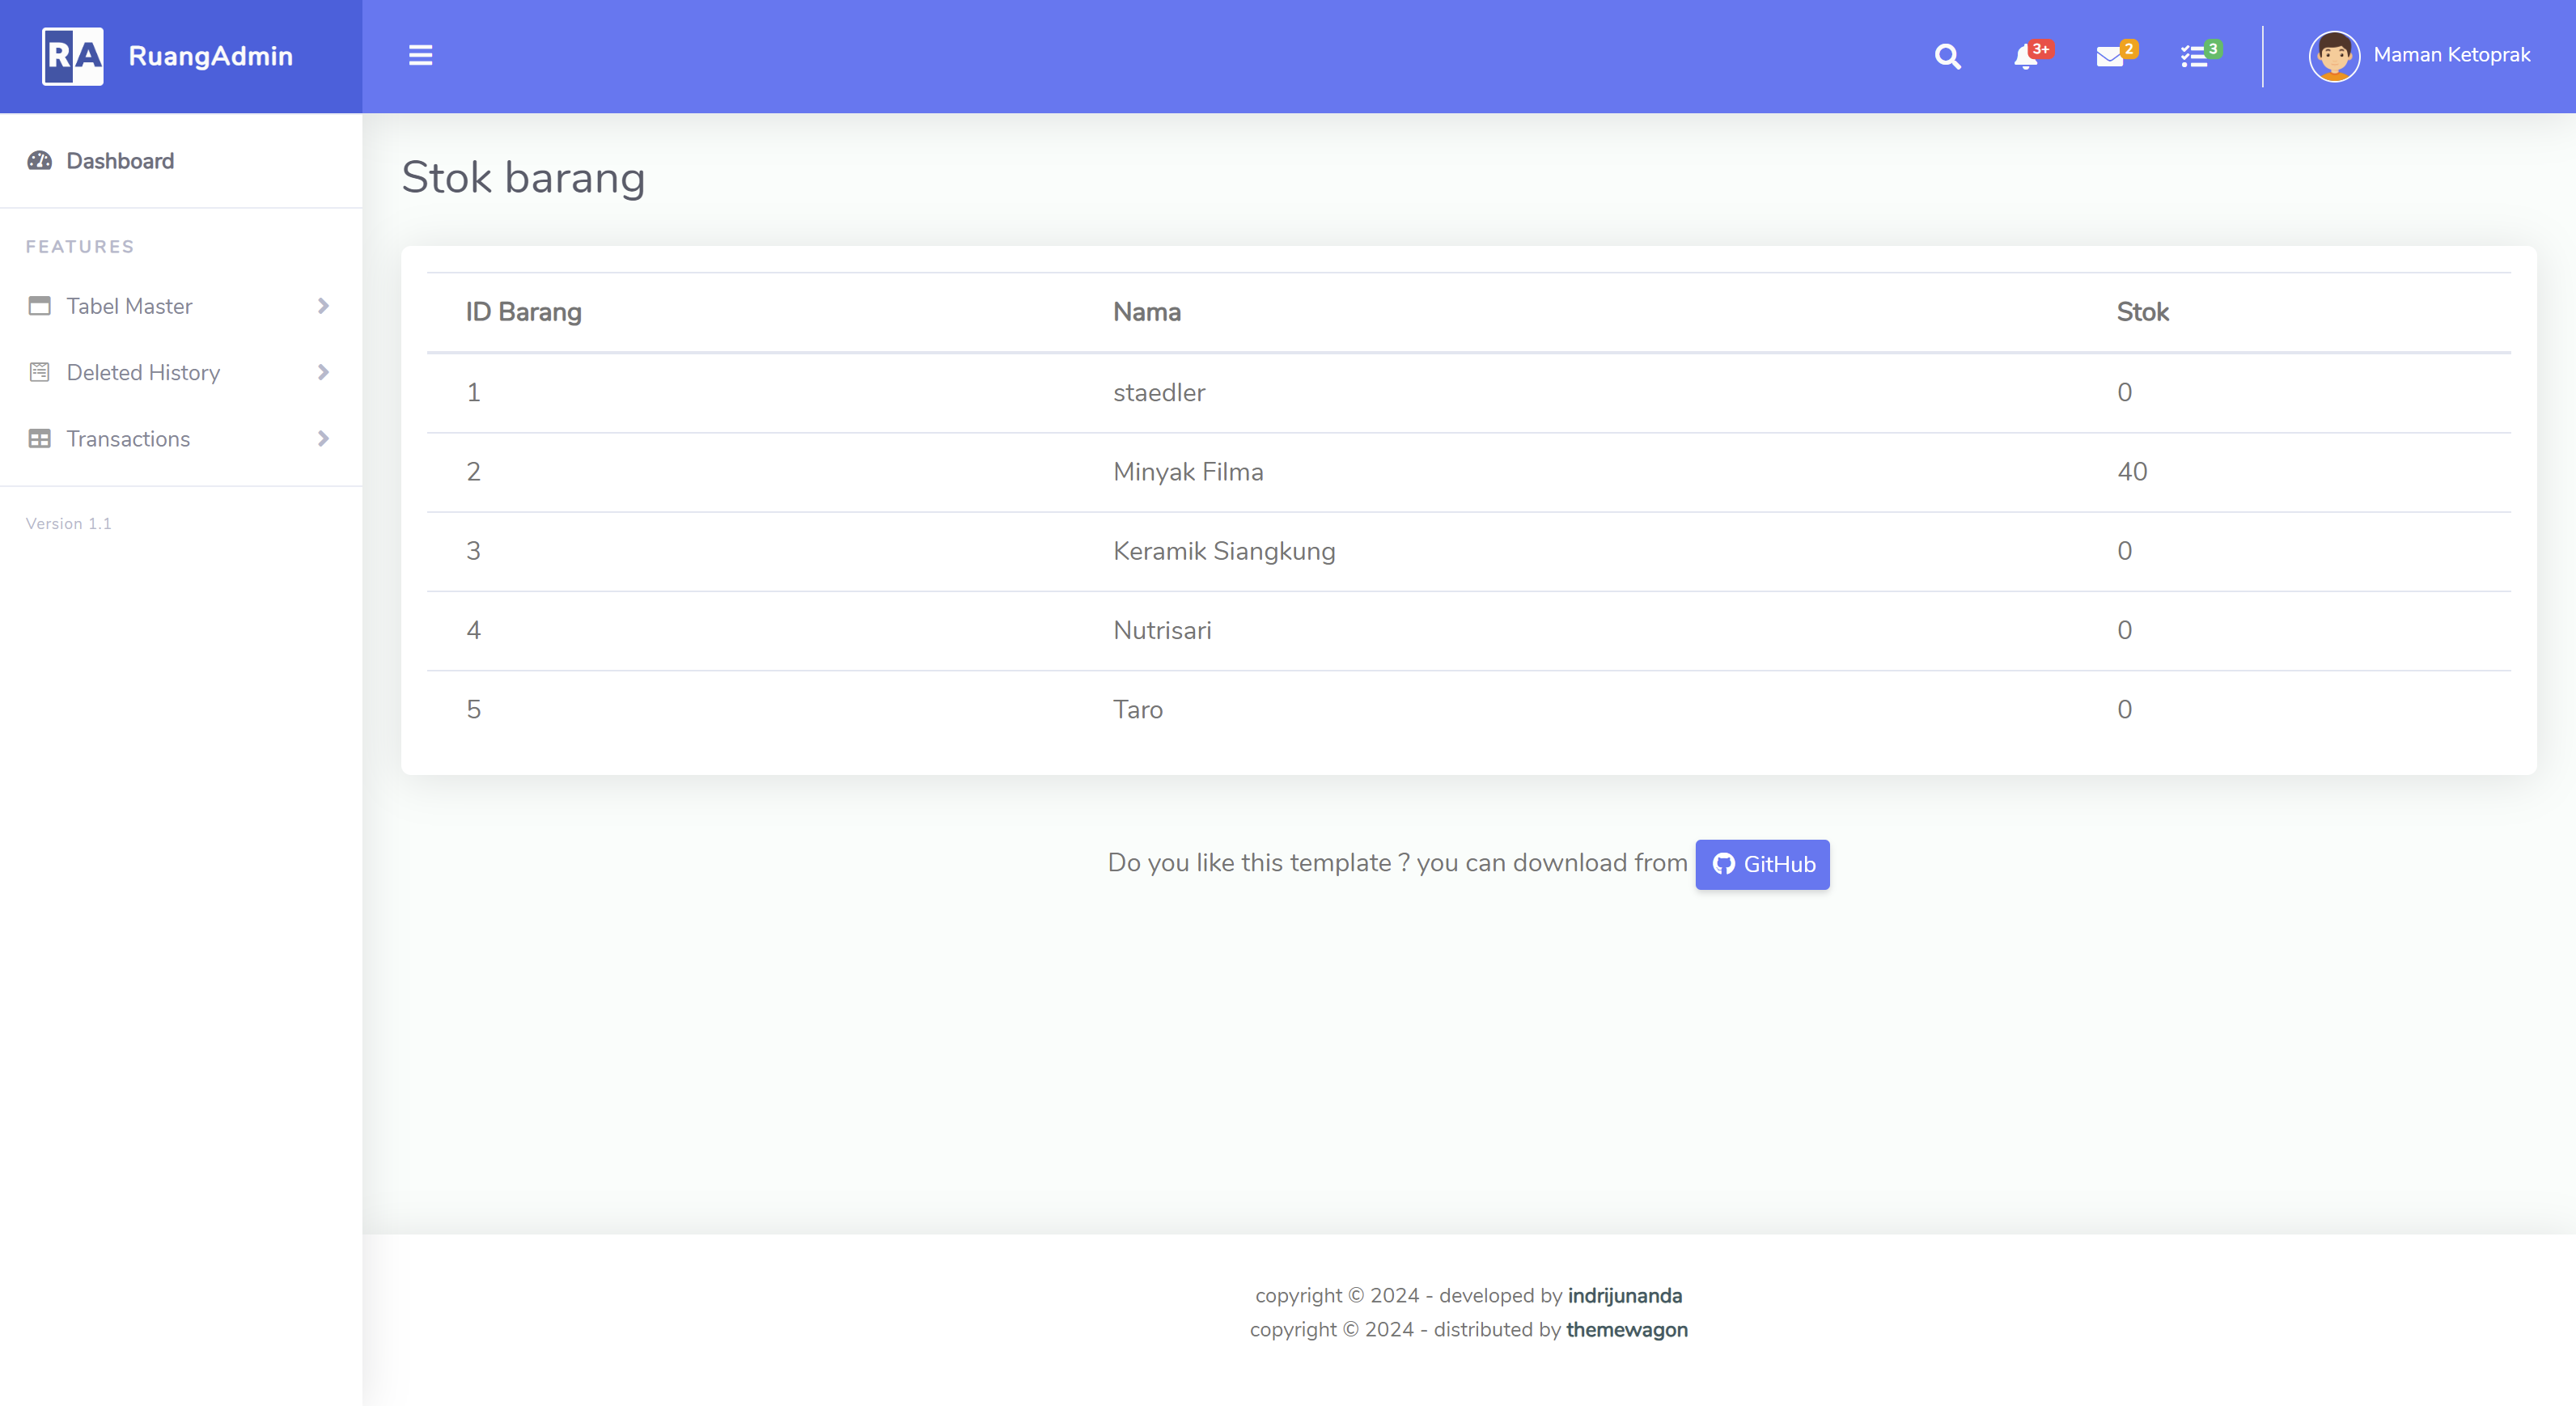 RA RuangAdmin
3+ 2 3 Maman Ketoprak
Dashboard
FEATURES
Tabel Master
Deleted History
Transactions
Version 1.1
Stok barang
ID Barang Nama Stok
1 staedler 0
2 Minyak Filma 40
3 Keramik Siangkung 0
4 Nutrisari 0
5 Taro 0
Do you like this template ? you can download from GitHub
copyright © 2024 - developed by indrijunanda
copyright © 2024 - distributed by themewagon